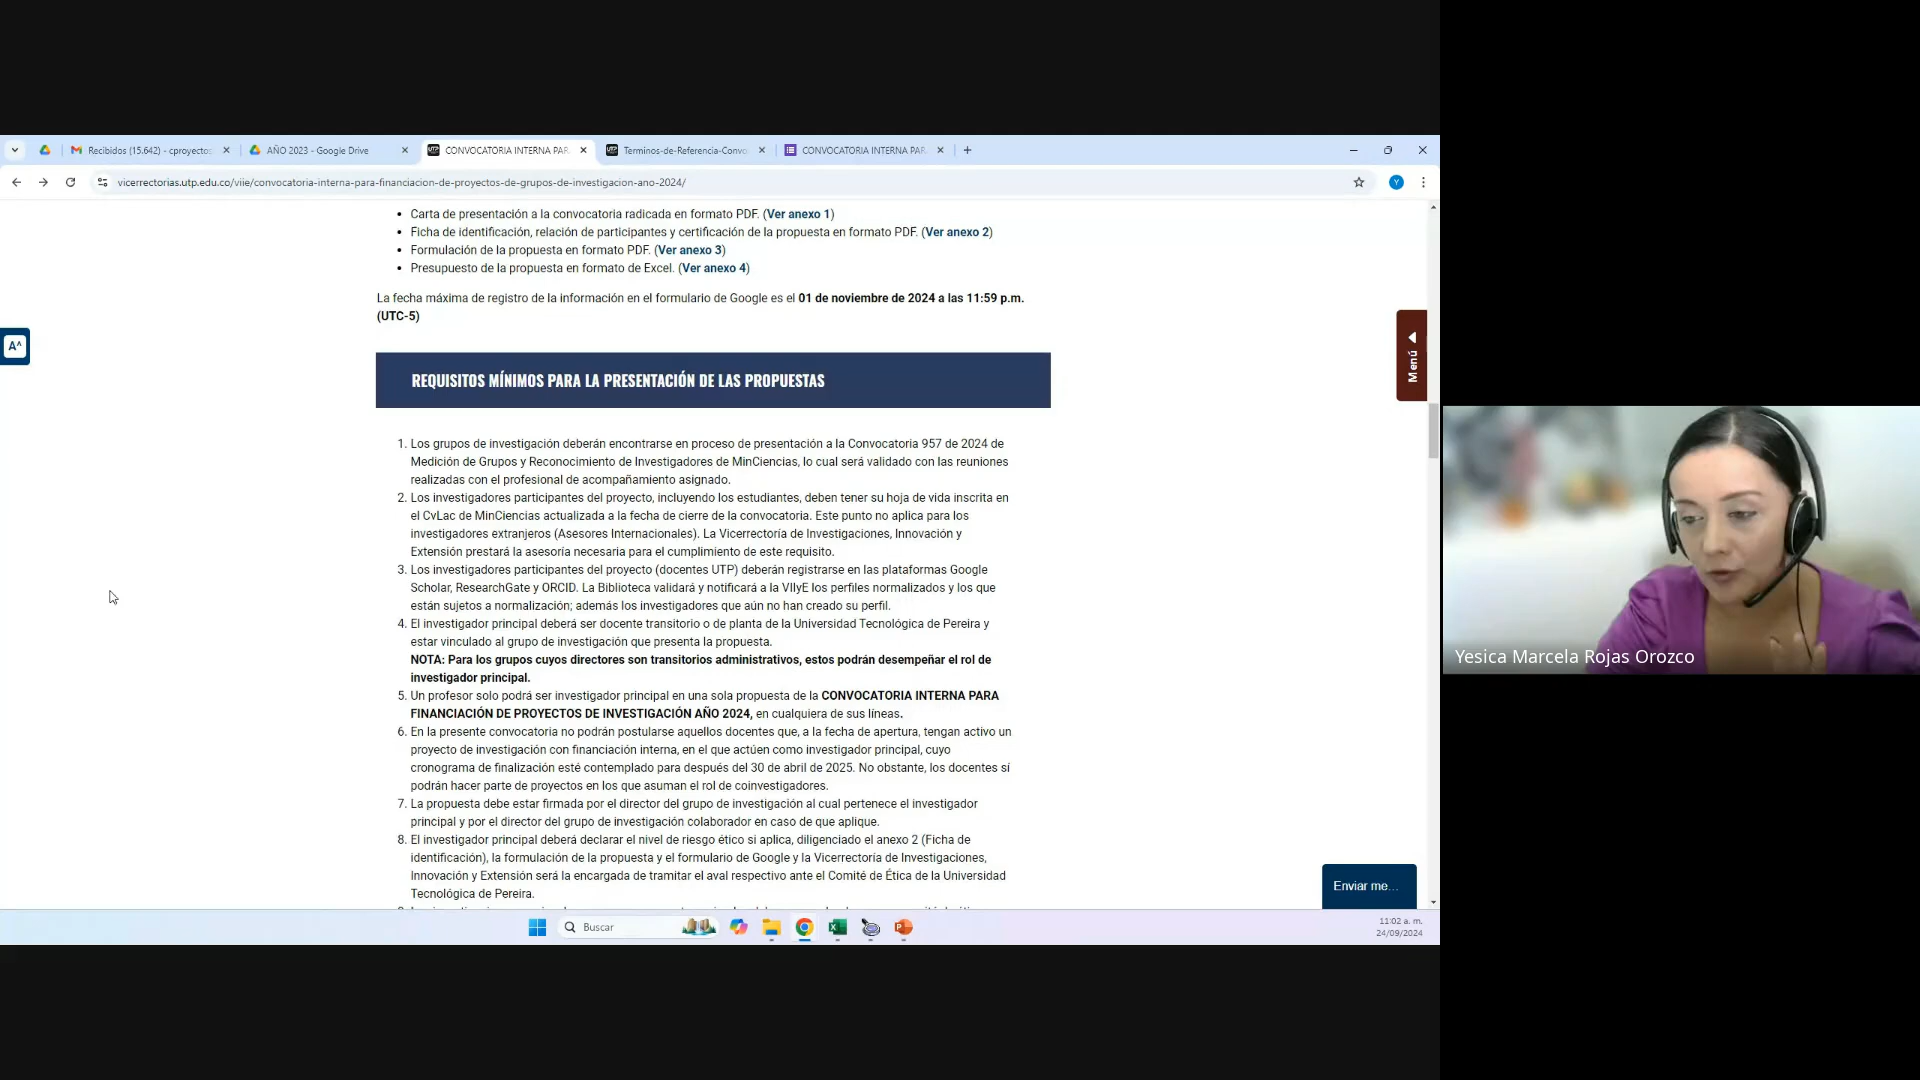 Recibidos (15.642) - cproyecto
AÑO 2023 - Google Drive
CONVOCATORIA INTERNA PAR
Terminos-de-Referencia-Convo
CONVOCATORIA INTERNA PAR
vicerrectorias.utp.edu.co/viie/convocatoria-interna-para-financiacion-de-proyectos-de-grupos-de-investigacion-ano-2024/
Y
• Carta de presentación a la convocatoria radicada en formato PDF. (Ver anexo 1)
• Ficha de identificación, relación de participantes y certificación de la propuesta en formato PDF. (Ver anexo 2)
• Formulación de la propuesta en formato PDF. (Ver anexo 3)
• Presupuesto de la propuesta en formato de Excel. (Ver anexo 4)
La fecha máxima de registro de la información en el formulario de Google es el 01 de noviembre de 2024 a las 11:59 p.m.
(UTC-5)
A^
Menú
REQUISITOS MÍNIMOS PARA LA PRESENTACIÓN DE LAS PROPUESTAS
1. Los grupos de investigación deberán encontrarse en proceso de presentación a la Convocatoria 957 de 2024 de
Medición de Grupos y Reconocimiento de Investigadores de MinCiencias, lo cual será validado con las reuniones
realizadas con el profesional de acompañamiento asignado.
2. Los investigadores participantes del proyecto, incluyendo los estudiantes, deben tener su hoja de vida inscrita en
el CvLac de MinCiencias actualizada a la fecha de cierre de la convocatoria. Este punto no aplica para los
investigadores extranjeros (Asesores Internacionales). La Vicerrectoría de Investigaciones, Innovación y
Extensión prestará la asesoría necesaria para el cumplimiento de este requisito.
3. Los investigadores participantes del proyecto (docentes UTP) deberán registrarse en las plataformas Google
Scholar, ResearchGate y ORCID. La Biblioteca validará y notificará a la VIIyE los perfiles normalizados y los que
están sujetos a normalización; además los investigadores que aún no han creado su perfil.
4. El investigador principal deberá ser docente transitorio o de planta de la Universidad Tecnológica de Pereira y
estar vinculado al grupo de investigación que presenta la propuesta.
NOTA: Para los grupos cuyos directores son transitorios administrativos, estos podrán desempeñar el rol de
investigador principal.
5. Un profesor solo podrá ser investigador principal en una sola propuesta de la CONVOCATORIA INTERNA PARA
FINANCIACIÓN DE PROYECTOS DE INVESTIGACIÓN AÑO 2024, en cualquiera de sus líneas.
6. En la presente convocatoria no podrán postularse aquellos docentes que, a la fecha de apertura, tengan activo un
proyecto de investigación con financiación interna, en el que actúen como investigador principal, cuyo
cronograma de finalización esté contemplado para después del 30 de abril de 2025. No obstante, los docentes sí
podrán hacer parte de proyectos en los que asuman el rol de coinvestigadores.
7. La propuesta debe estar firmada por el director del grupo de investigación al cual pertenece el investigador
principal y por el director del grupo de investigación colaborador en caso de que aplique.
8. El investigador principal deberá declarar el nivel de riesgo ético si aplica, diligenciado el anexo 2 (Ficha de
identificación), la formulación de la propuesta y el formulario de Google y la Vicerrectoría de Investigaciones,
Innovación y Extensión será la encargada de tramitar el aval respectivo ante el Comité de Ética de la Universidad
Tecnológica de Pereira.
Enviar me...
Buscar
11:02 a. m.
24/09/2024
Yesica Marcela Rojas Orozco